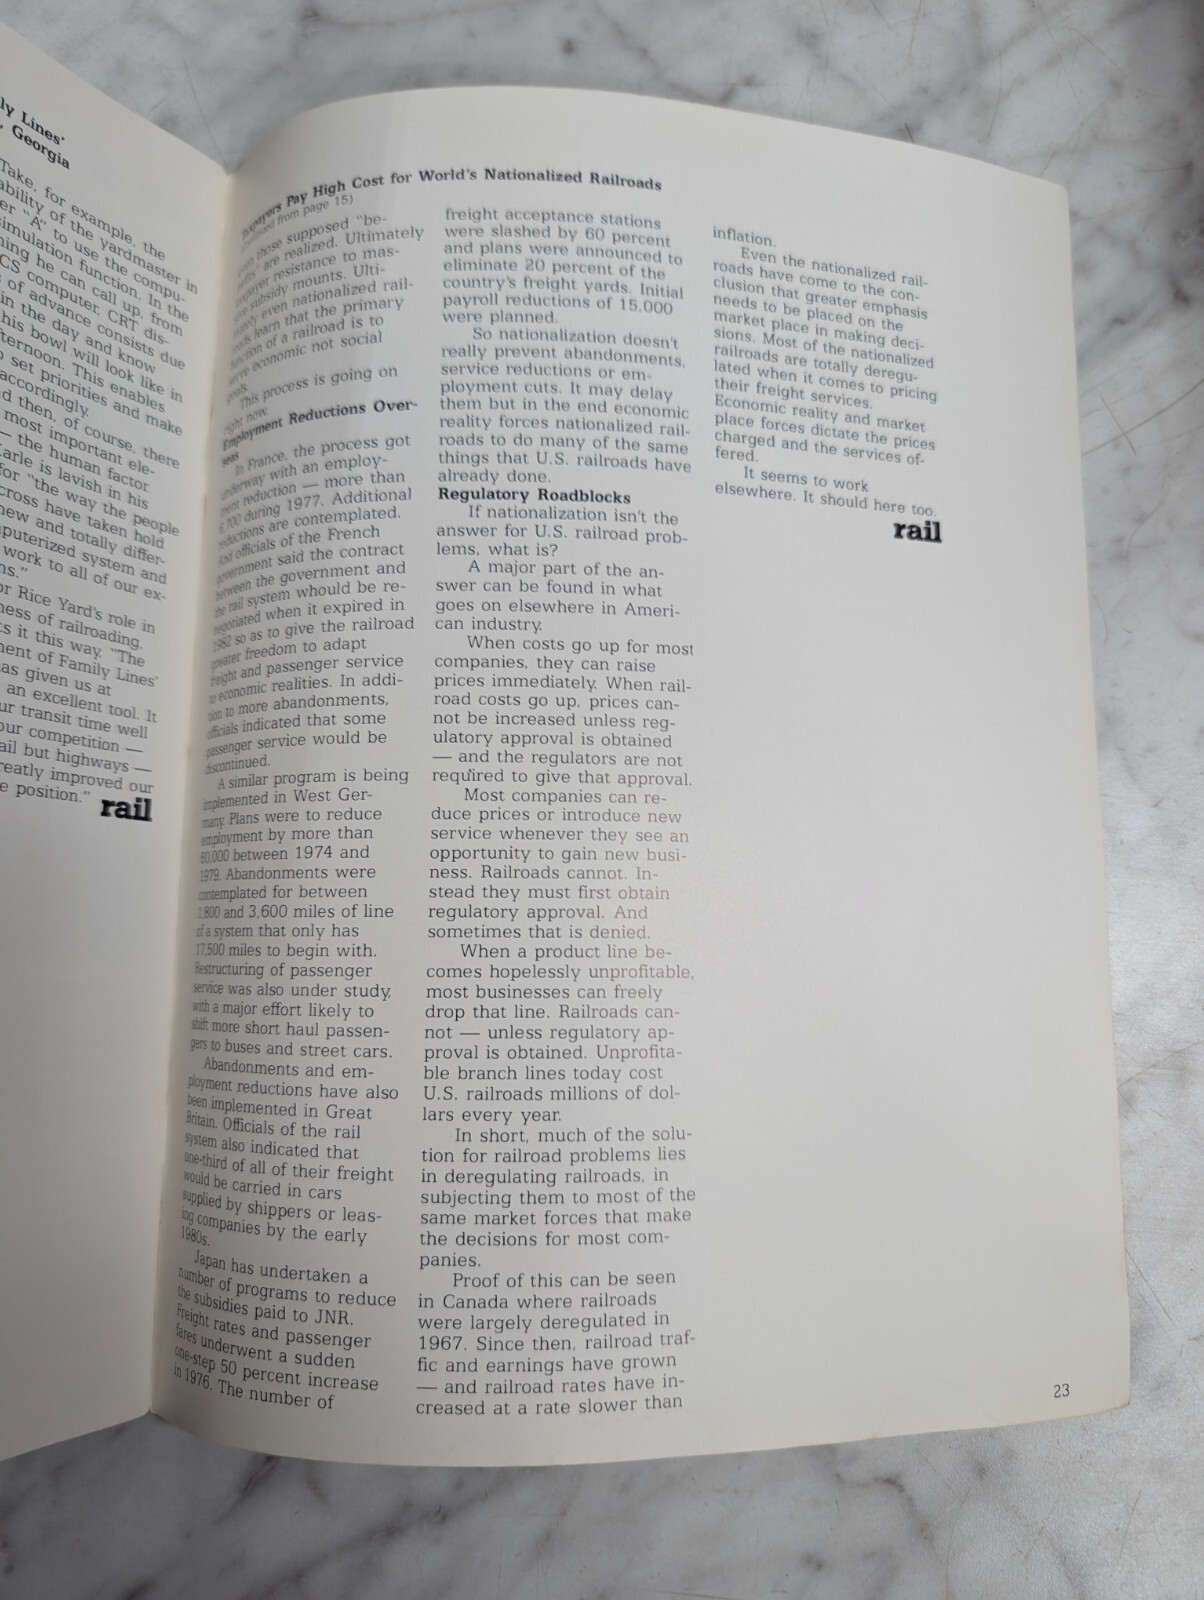 ly Lines'
, Georgia
Take, for example, the
ability of the yardmaster in
er "A" to use the compu-
simulation function. In the
ning he can call up, from
CS computer, CRT dis-
s of advance consists due
in the day and know
his bowl will look like in
fternoon. This enables
o set priorities and make
accordingly.
d then, of course, there
most important ele-
— the human factor
Karle is lavish in his
for "the way the people
cross have taken hold
new and totally differ-
puterized system and
work to all of our ex-
ns."
or Rice Yard's role in
ness of railroading,
ts it this way, "The
ment of Family Lines'
as given us at
an excellent tool. It
ur transit time well
our competition —
ail but highways —
reatly improved our
e position." rail
Taxpayers Pay High Cost for World's Nationalized Railroads
(Continued from page 15)
even those supposed "be-
nefits" are realized. Ultimately
taxpayer resistance to mas-
sive subsidy mounts. Ulti-
mately even nationalized rail-
roads learn that the primary
function of a railroad is to
serve economic not social
goals.
This process is going on
right now.
Employment Reductions Over-
seas
In France, the process got
underway with an employ-
ment reduction — more than
6,700 during 1977. Additional
reductions are contemplated.
And officials of the French
government said the contract
between the government and
the rail system whould be re-
negotiated when it expired in
1982 so as to give the railroad
greater freedom to adapt
freight and passenger service
to economic realities. In addi-
tion to more abandonments,
officials indicated that some
passenger service would be
discontinued.
A similar program is being
implemented in West Ger-
many. Plans were to reduce
employment by more than
60,000 between 1974 and
1979. Abandonments were
contemplated for between
1,800 and 3,600 miles of line
of a system that only has
17,500 miles to begin with.
Restructuring of passenger
service was also under study,
with a major effort likely to
shift more short haul passen-
gers to buses and street cars.
Abandonments and em-
ployment reductions have also
been implemented in Great
Britain. Officials of the rail
system also indicated that
one-third of all of their freight
would be carried in cars
supplied by shippers or leas-
ing companies by the early
1980s.
Japan has undertaken a
number of programs to reduce
the subsidies paid to JNR.
Freight rates and passenger
fares underwent a sudden
one-step 50 percent increase
in 1976. The number of
freight acceptance stations
were slashed by 60 percent
and plans were announced to
eliminate 20 percent of the
country's freight yards. Initial
payroll reductions of 15,000
were planned.
So nationalization doesn't
really prevent abandonments,
service reductions or em-
ployment cuts. It may delay
them but in the end economic
reality forces nationalized rail-
roads to do many of the same
things that U.S. railroads have
already done.
Regulatory Roadblocks
If nationalization isn't the
answer for U.S. railroad prob-
lems, what is?
A major part of the an-
swer can be found in what
goes on elsewhere in Ameri-
can industry.
When costs go up for most
companies, they can raise
prices immediately. When rail-
road costs go up, prices can-
not be increased unless reg-
ulatory approval is obtained
— and the regulators are not
required to give that approval.
Most companies can re-
duce prices or introduce new
service whenever they see an
opportunity to gain new busi-
ness. Railroads cannot. In-
stead they must first obtain
regulatory approval. And
sometimes that is denied.
When a product line be-
comes hopelessly unprofitable,
most businesses can freely
drop that line. Railroads can-
not — unless regulatory ap-
proval is obtained. Unprofita-
ble branch lines today cost
U.S. railroads millions of dol-
lars every year.
In short, much of the solu-
tion for railroad problems lies
in deregulating railroads, in
subjecting them to most of the
same market forces that make
the decisions for most com-
panies.
Proof of this can be seen
in Canada where railroads
were largely deregulated in
1967. Since then, railroad traf-
fic and earnings have grown
— and railroad rates have in-
creased at a rate slower than
inflation.
Even the nationalized rail-
roads have come to the con-
clusion that greater emphasis
needs to be placed on the
market place in making deci-
sions. Most of the nationalized
railroads are totally deregu-
lated when it comes to pricing
their freight services.
Economic reality and market
place forces dictate the prices
charged and the services of-
fered.
It seems to work
elsewhere. It should here too.
rail
23